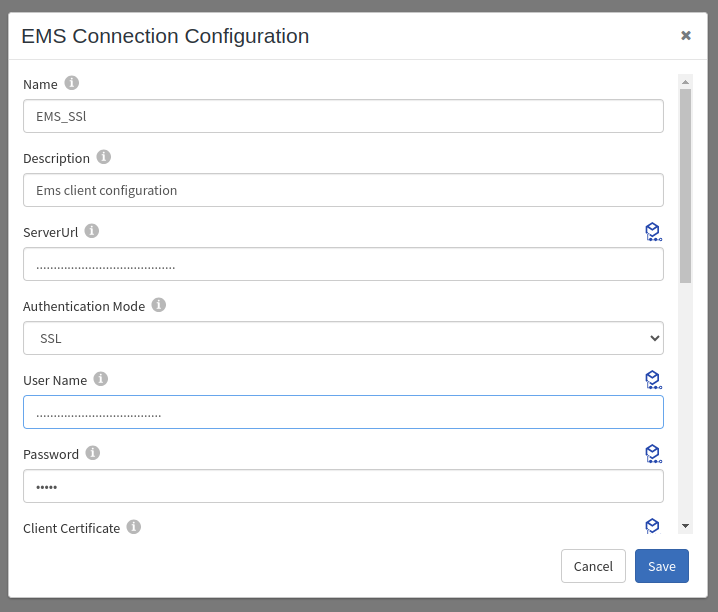 EMS Connection Configuration
Name
EMS_SSl
Description
Ems client configuration
ServerUrl
........................................
Authentication Mode
SSL
User Name
....................................
Password
•••••
Client Certificate
Cancel
Save